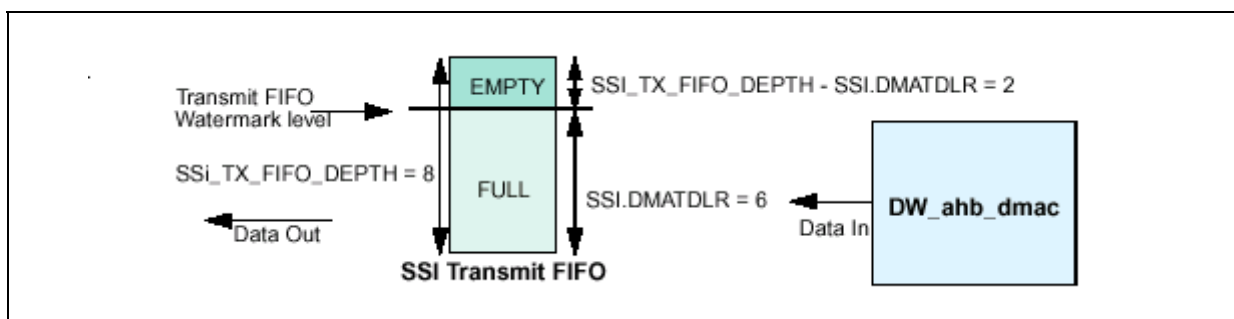 EMPTY
SSI_TX_FIFO_DEPTH - SSI.DMATDLR = 2
Transmit FIFO
Watermark level
SSi_TX_FIFO_DEPTH = 8
FULL
SSI.DMATDLR = 6
DW_ahb_dmac
Data Out
Data In
SSI Transmit FIFO